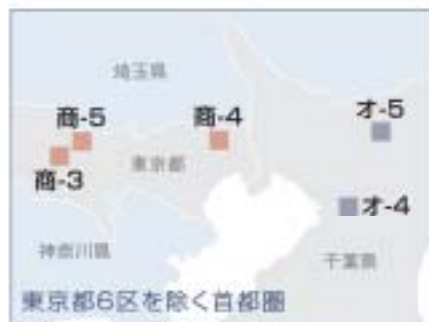 埼玉県
商-5
商-4
オ-5
商-3
東京都
オ-4
神奈川県
千葉県
東京都6区を除く首都圏